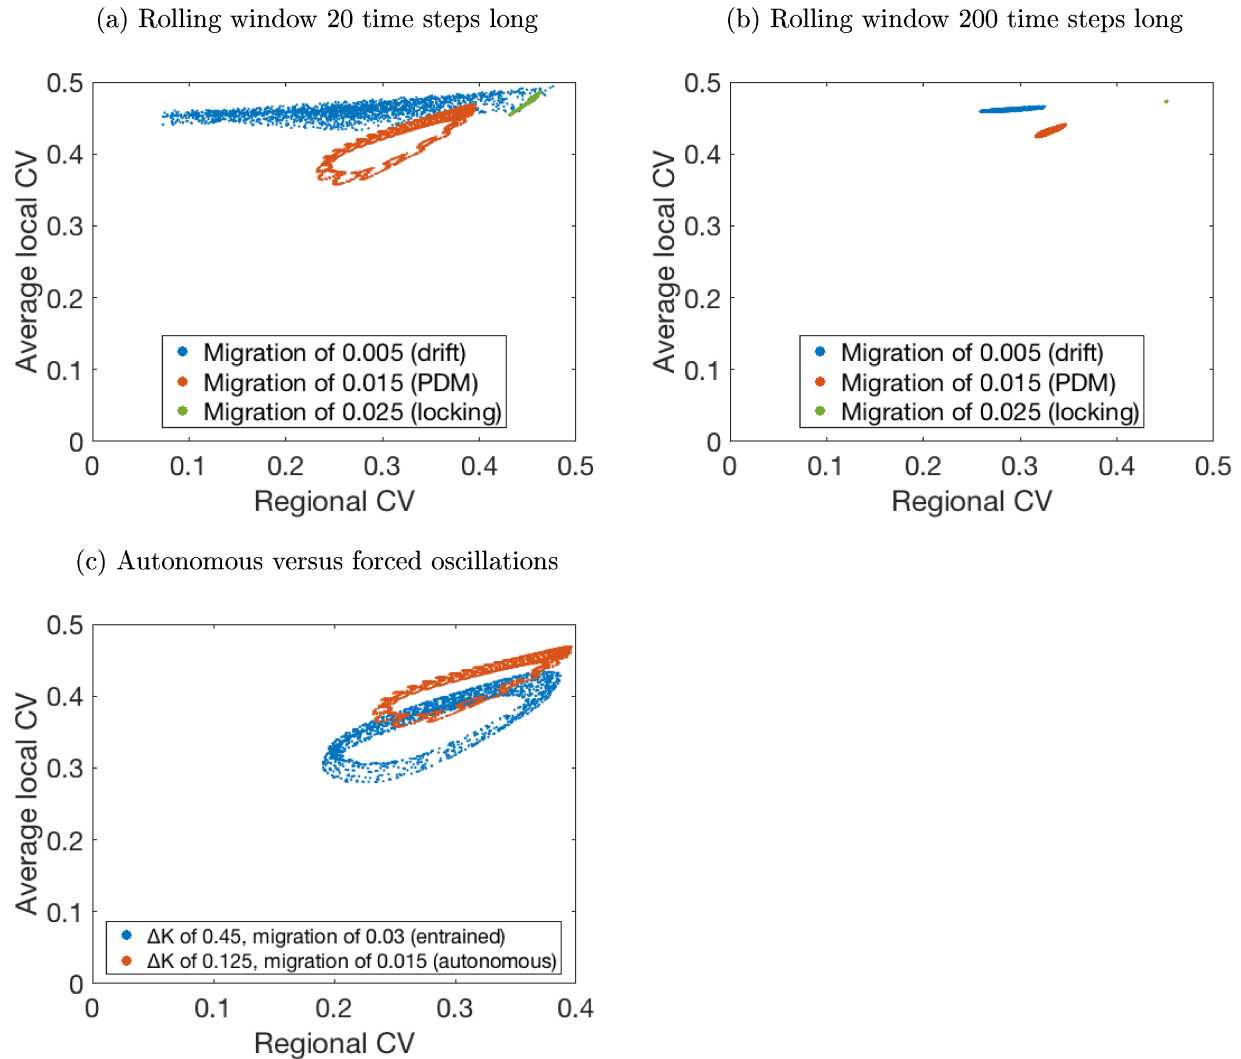 (a) Rolling window 20 time steps long
0.5
0.4
0.3
0.2
0.1
0
Average local CV
Migration of 0.005 (drift)
Migration of 0.015 (PDM)
Migration of 0.025 (locking)
0 0.1 0.2 0.3 0.4 0.5
Regional CV
(b) Rolling window 200 time steps long
0.5
0.4
0.3
0.2
0.1
0
Average local CV
Migration of 0.005 (drift)
Migration of 0.015 (PDM)
Migration of 0.025 (locking)
0 0.1 0.2 0.3 0.4 0.5
Regional CV
(c) Autonomous versus forced oscillations
0.5
0.4
0.3
0.2
0.1
0
Average local CV
ΔK of 0.45, migration of 0.03 (entrained)
ΔK of 0.125, migration of 0.015 (autonomous)
0 0.1 0.2 0.3 0.4
Regional CV